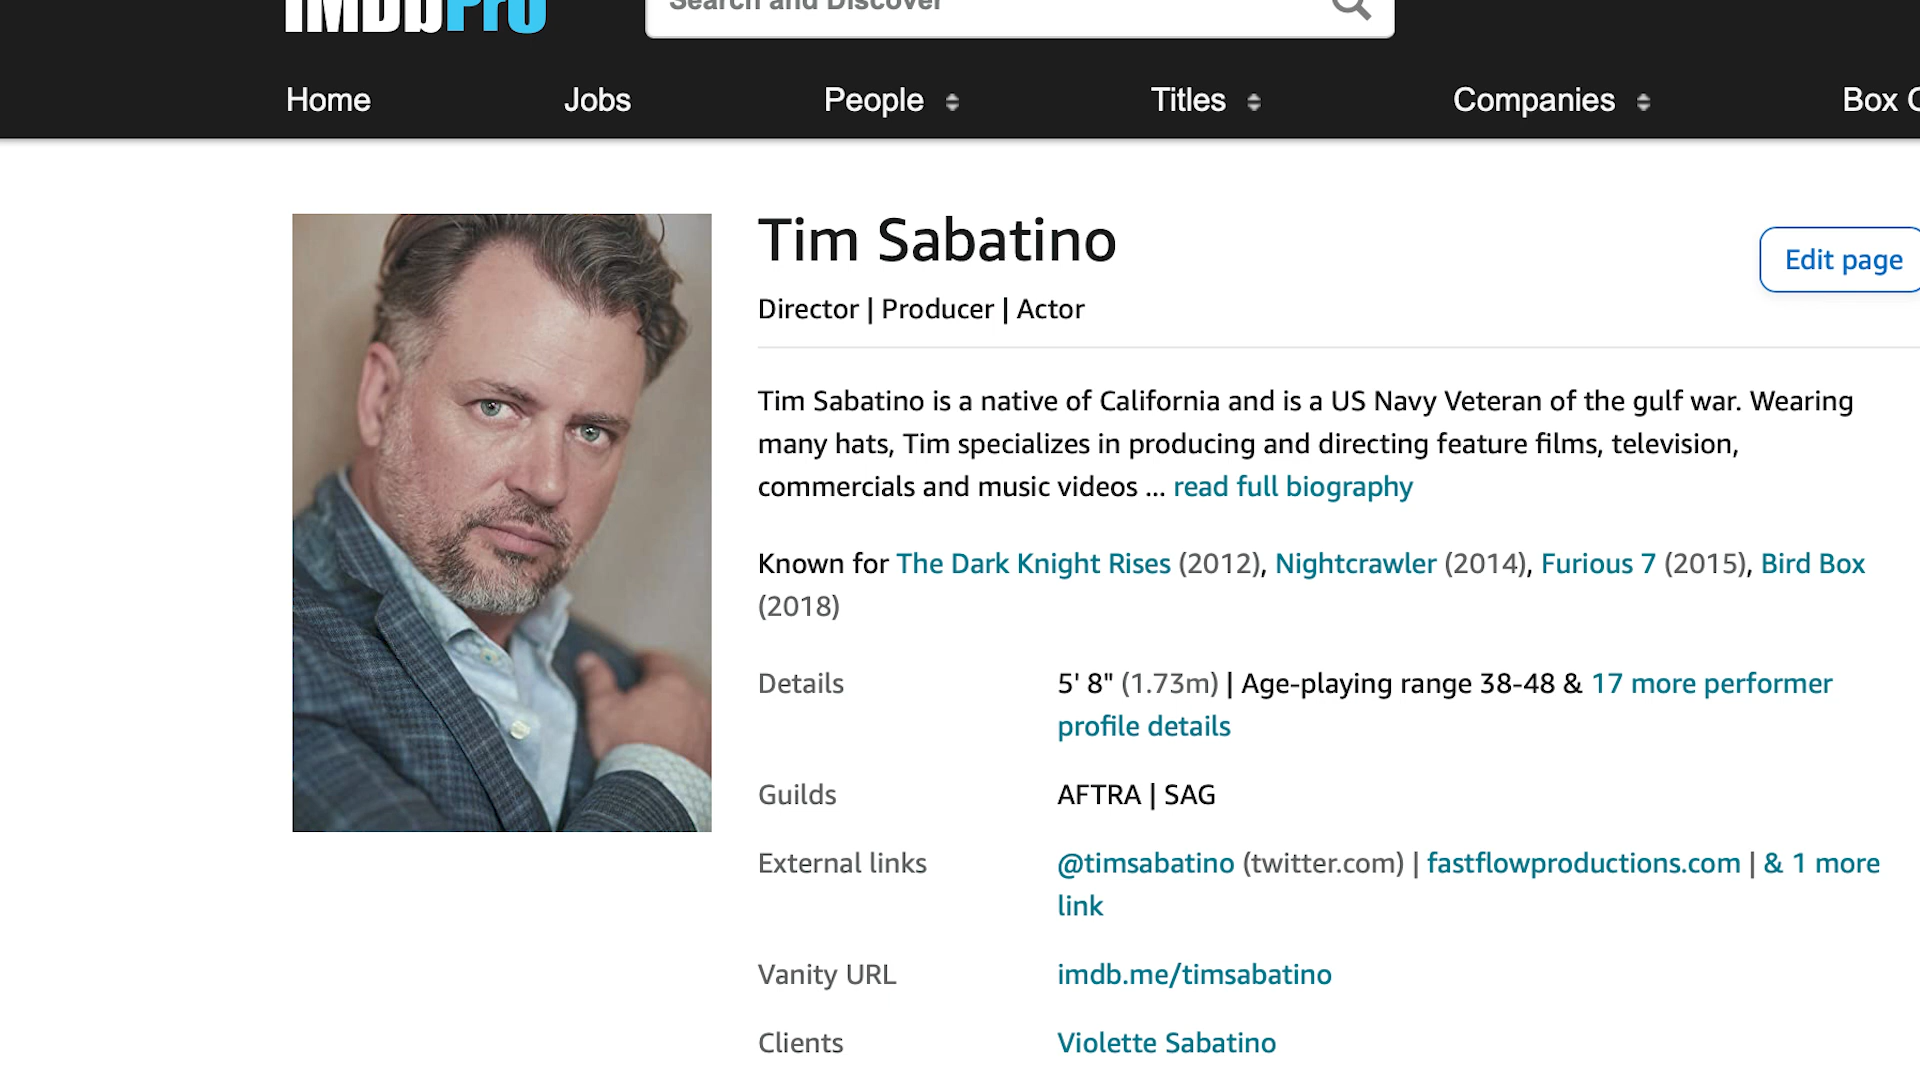 IMDbPro
Search and Discover
Home Jobs People Titles Companies Box
Tim Sabatino
Edit page
Director | Producer | Actor
Tim Sabatino is a native of California and is a US Navy Veteran of the gulf war. Wearing
many hats, Tim specializes in producing and directing feature films, television,
commercials and music videos ... read full biography
Known for The Dark Knight Rises (2012), Nightcrawler (2014), Furious 7 (2015), Bird Box
(2018)
Details 5' 8" (1.73m) | Age-playing range 38-48 & 17 more performer
profile details
Guilds AFTRA | SAG
External links @timsabatino (twitter.com) | fastflowproductions.com | & 1 more
link
Vanity URL imdb.me/timsabatino
Clients Violette Sabatino